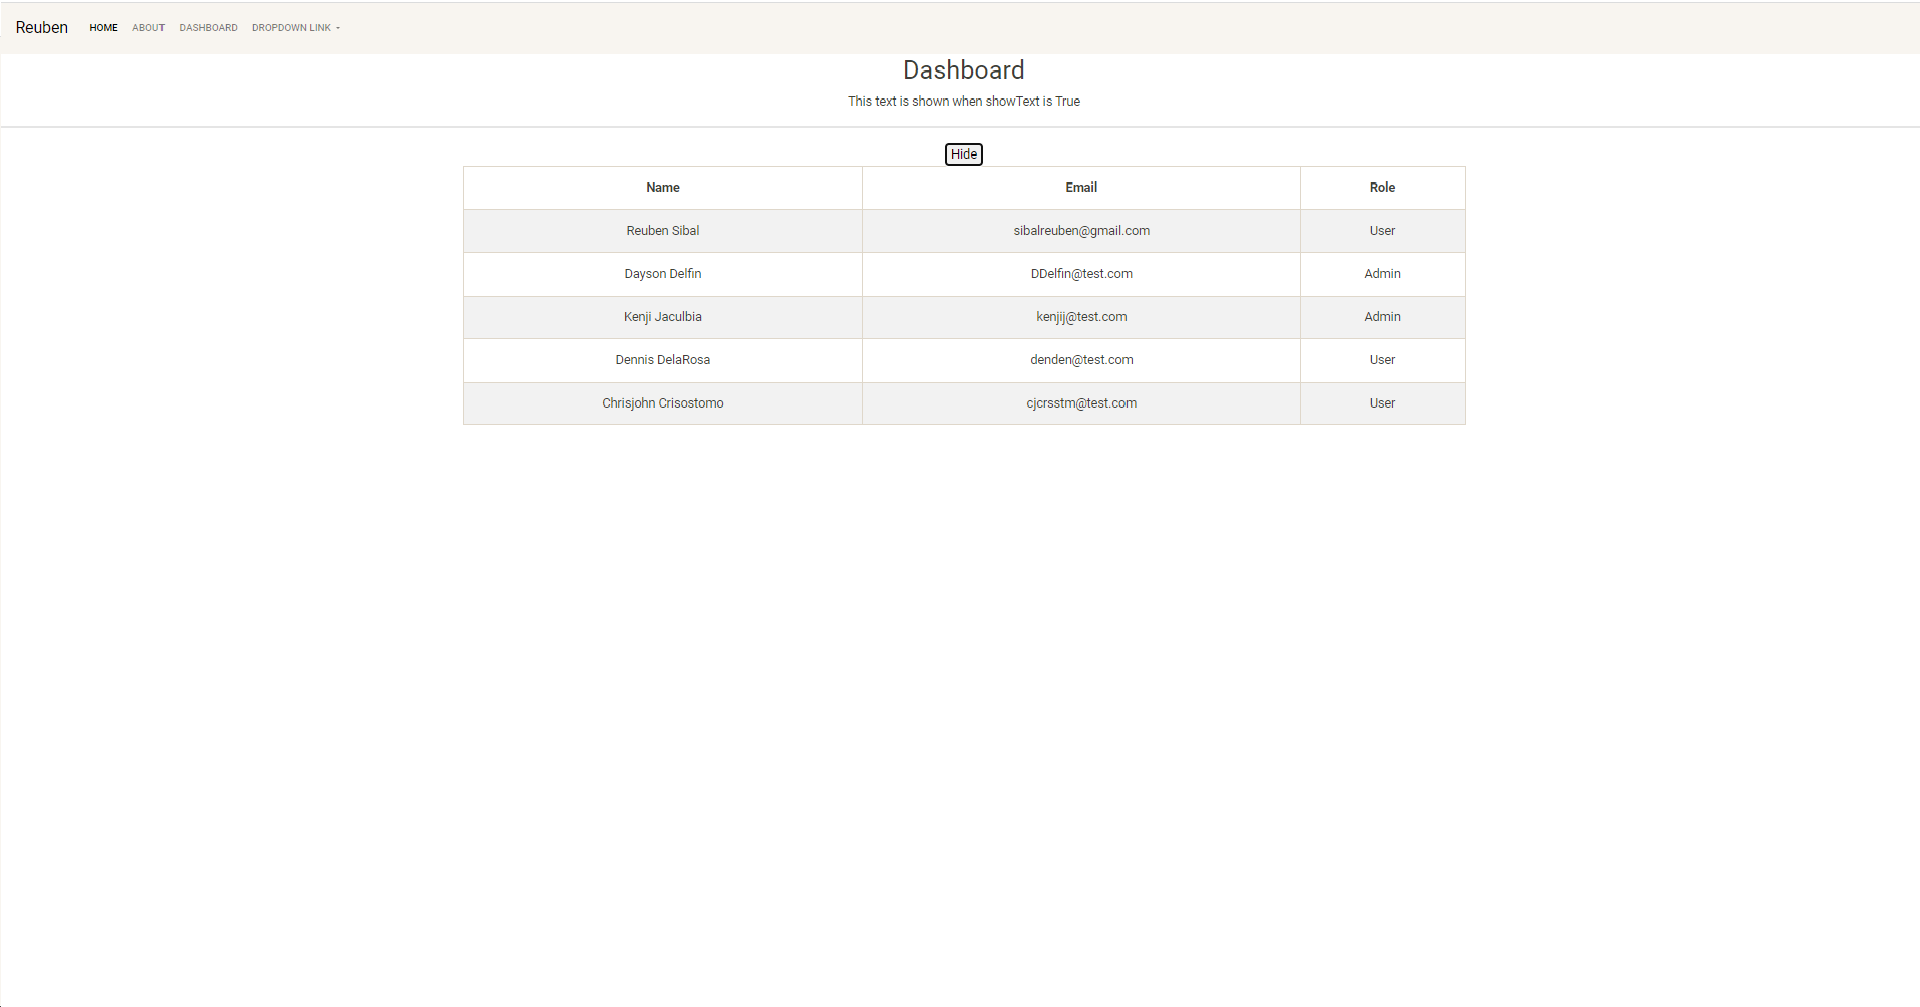 Reuben HOME ABOUT DASHBOARD DROPDOWN LINK
Dashboard
This text is shown when showText is True
Hide
Name Email Role
Reuben Sibal sibalreuben@gmail.com User
Dayson Delfin DDelfin@test.com Admin
Kenji Jaculbia kenjij@test.com Admin
Dennis DelaRosa denden@test.com User
Chrisjohn Crisostomo cjcrsstm@test.com User